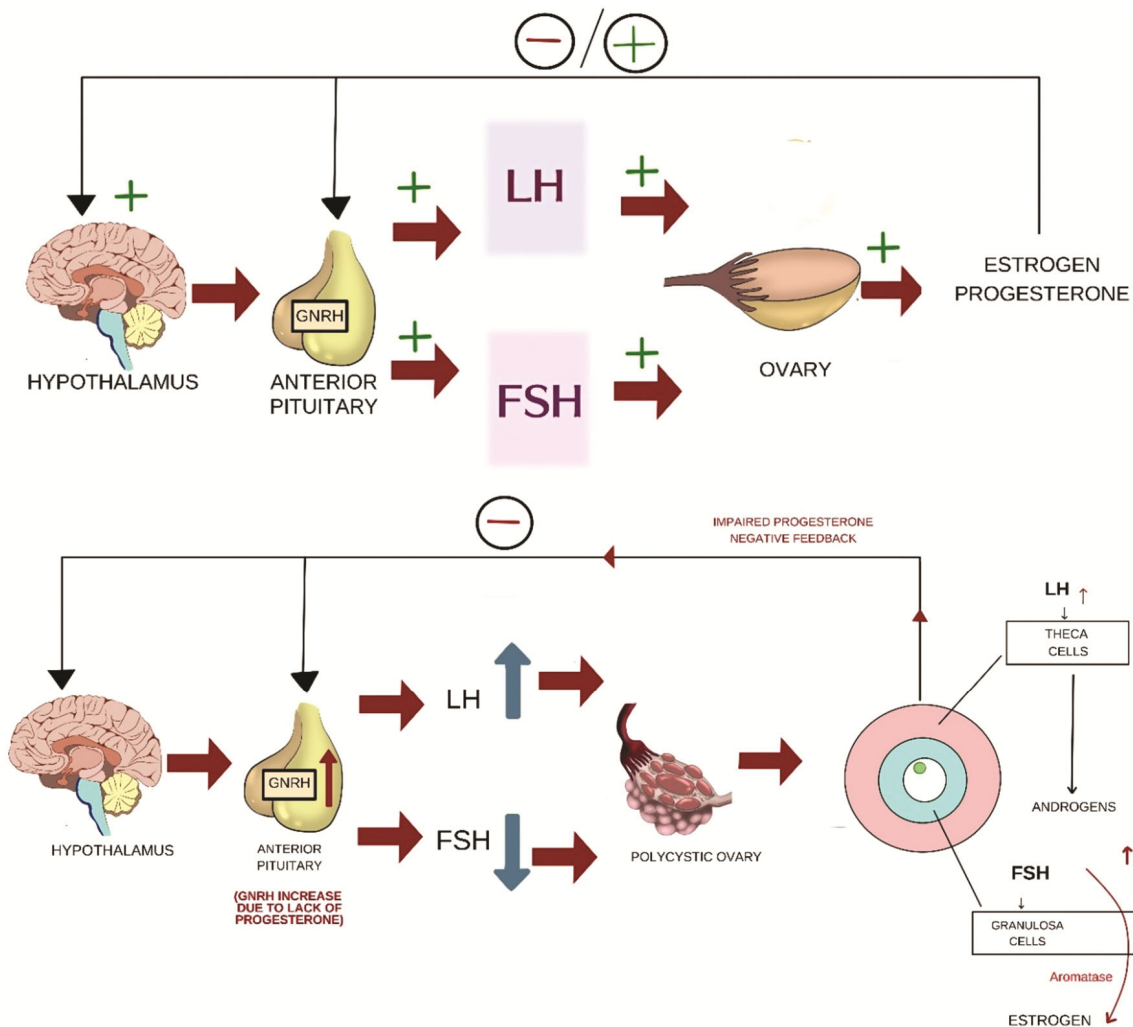 LH
GNRH
ESTROGEN
PROGESTERONE
HYPOTHALAMUS
ANTERIOR
PITUITARY
FSH
OVARY
IMPAIRED PROGESTERONE
NEGATIVE FEEDBACK
LH
THECA
CELLS
LH
GNRH
ANDROGENS
HYPOTHALAMUS
ANTERIOR
PITUITARY
FSH
POLYCYSTIC OVARY
(GNRH INCREASE
DUE TO LACK OF
PROGESTERONE)
FSH
GRANULOSA
CELLS
Aromatase
ESTROGEN